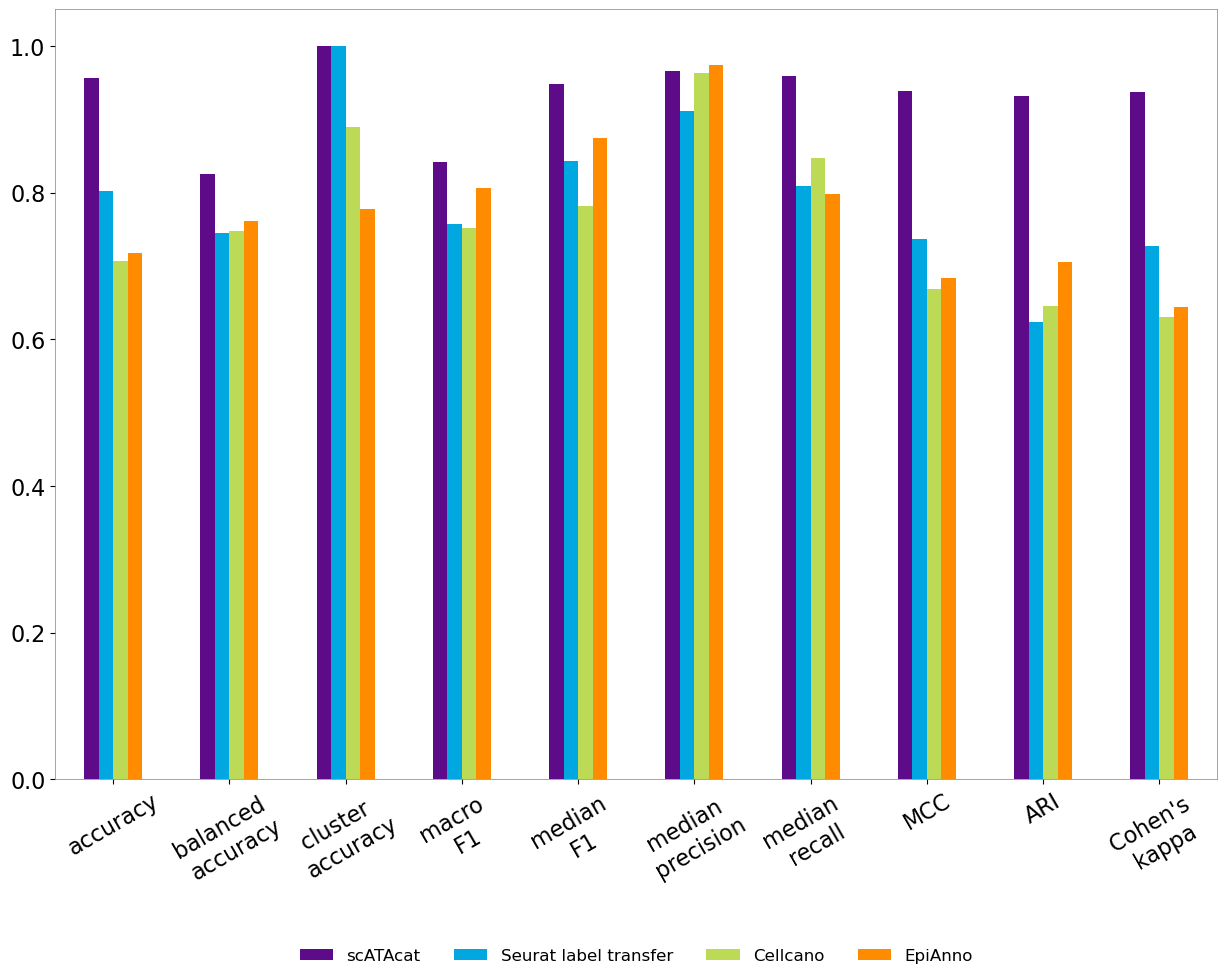 1.0
0.8
0.6
0.4
0.2
0.0
accuracy
balanced
accuracy
cluster
accuracy
macro
F1
median
F1
median
precision
median
recall
MCC
ARI
Cohen's
kappa
scATAcat
Seurat label transfer
Cellcano
EpiAnno